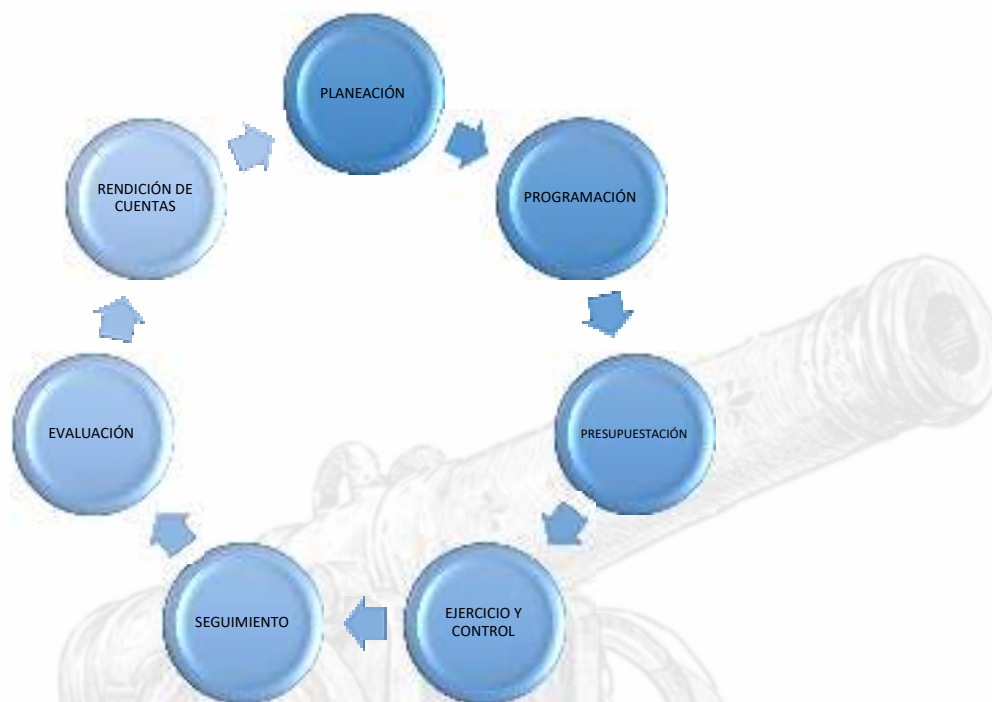 PLANEACIÓN
PROGRAMACIÓN
PRESUPUESTACIÓN
EJERCICIO Y
CONTROL
SEGUIMIENTO
EVALUACIÓN
RENDICIÓN DE
CUENTAS